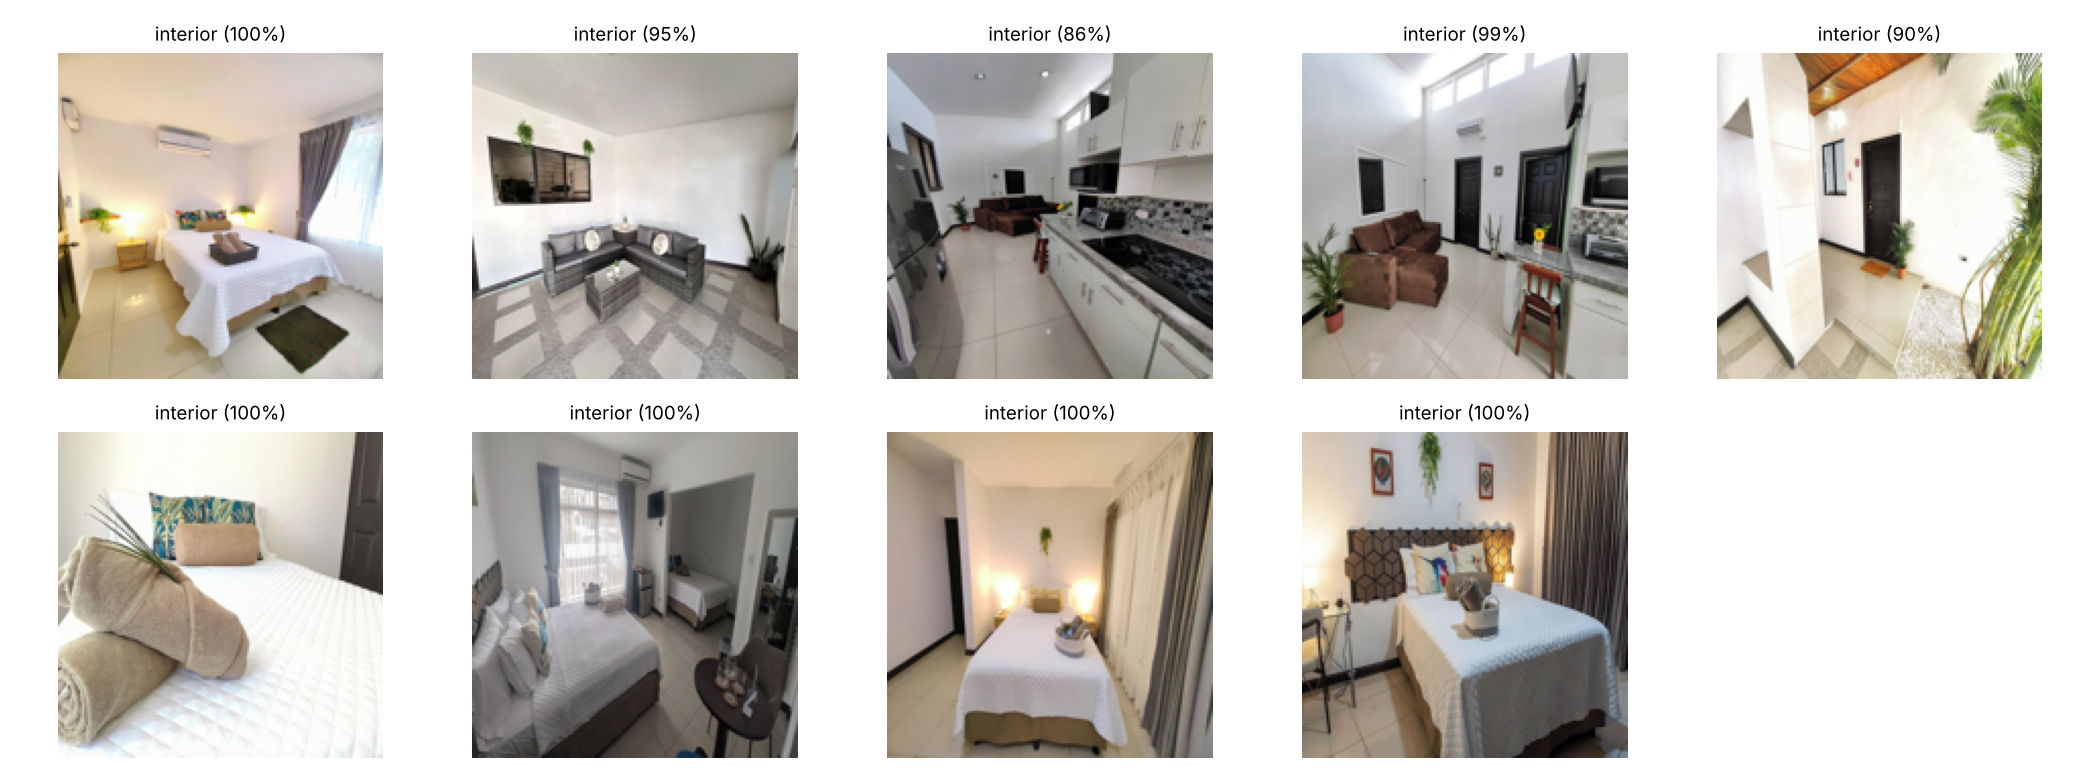 interior (100%)
interior (95%)
interior (86%)
interior (99%)
interior (90%)
interior (100%)
interior (100%)
interior (100%)
interior (100%)